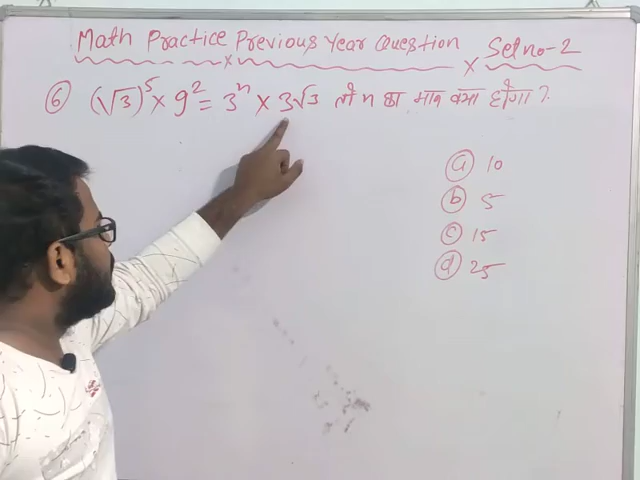 Math Practice Previous Year Question Set no-2
⑥ (√3)⁵ × 9² = 3ⁿ × 3√3 तो n का मान क्या होगा ?
ⓐ 10
ⓑ 5
ⓒ 15
ⓓ 25